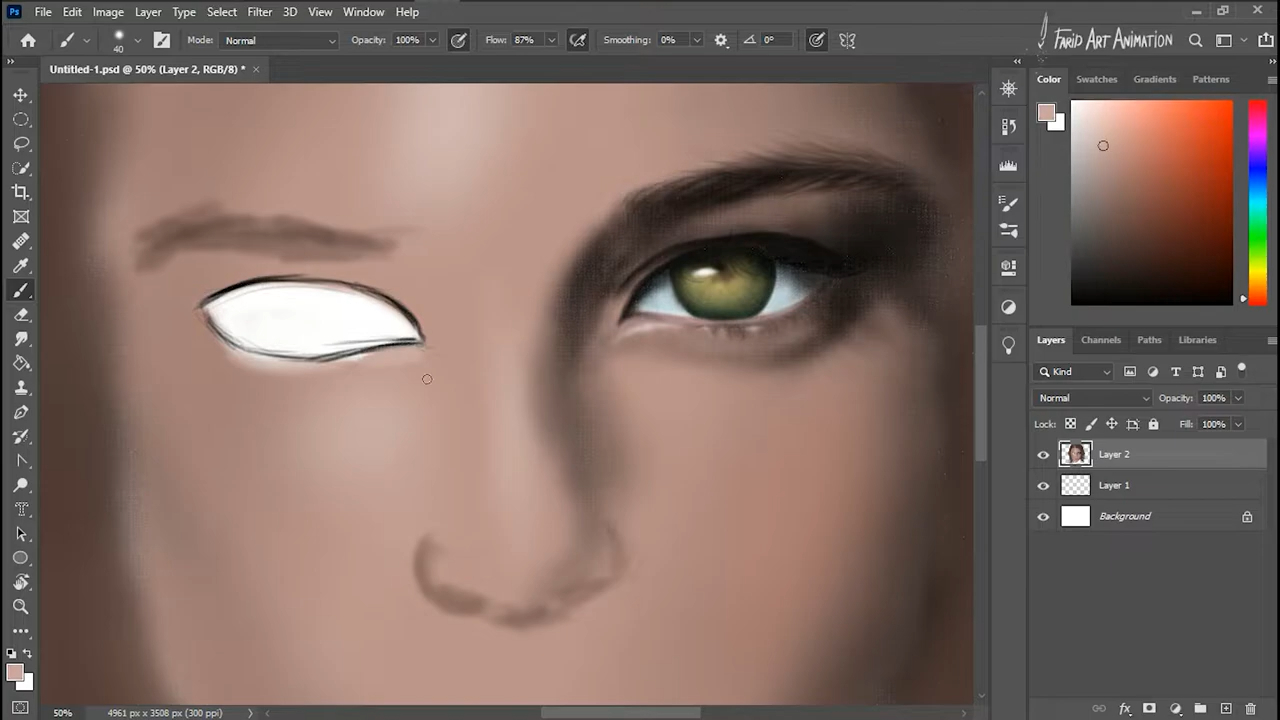 Ps File Edit Image Layer Type Select Filter 3D View Window Help
40 Mode: Normal Opacity: 100% Flow: 87% Smoothing: 0% 0° FARID ART ANIMATION
Untitled-1.psd @ 50% (Layer 2, RGB/8) *
Color Swatches Gradients Patterns
Layers Channels Paths Libraries
Kind
Normal Opacity: 100%
Lock: Fill: 100%
Layer 2
Layer 1
Background
50% 4961 px x 3508 px (300 ppi)